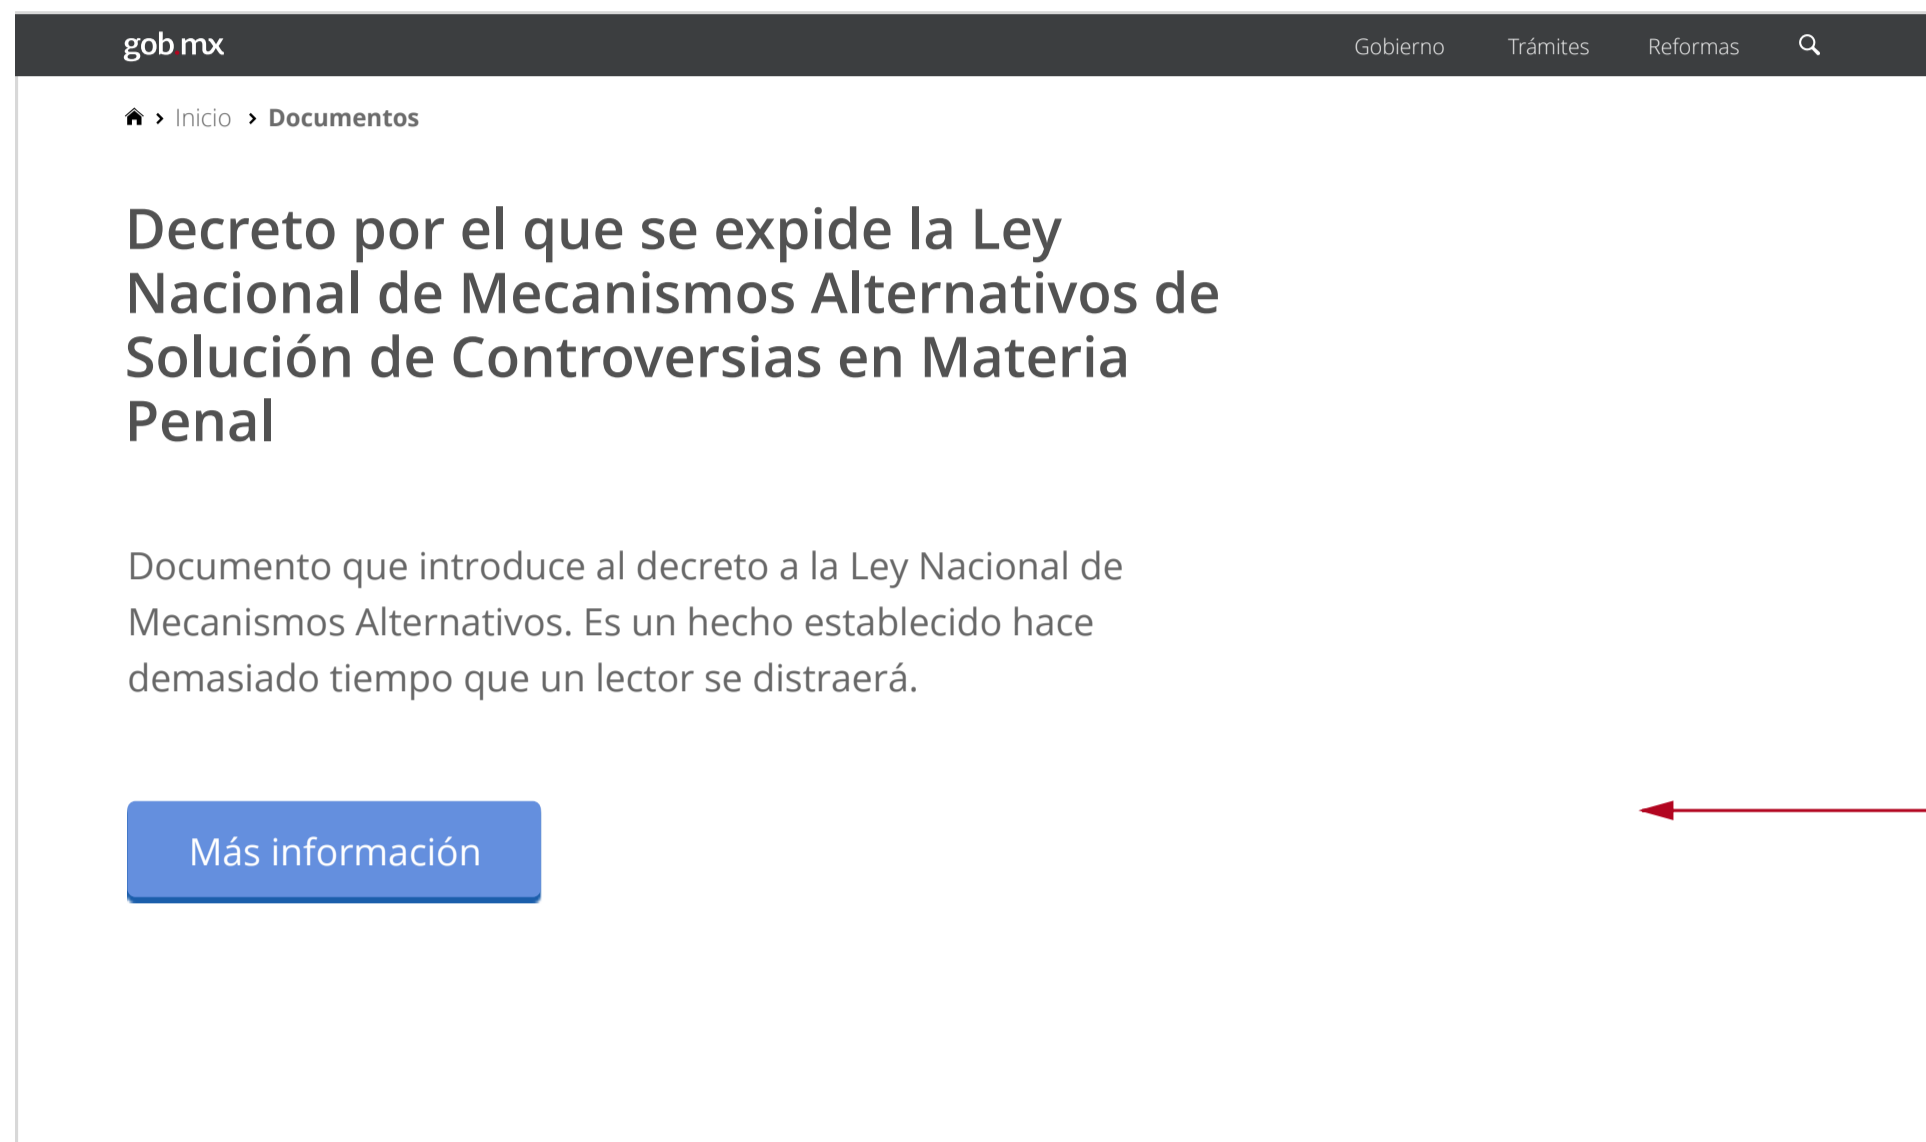 gob.mx Gobierno Trámites Reformas
Inicio Documentos
Decreto por el que se expide la Ley
Nacional de Mecanismos Alternativos de
Solución de Controversias en Materia
Penal
Documento que introduce al decreto a la Ley Nacional de
Mecanismos Alternativos. Es un hecho establecido hace
demasiado tiempo que un lector se distraerá.
Más información